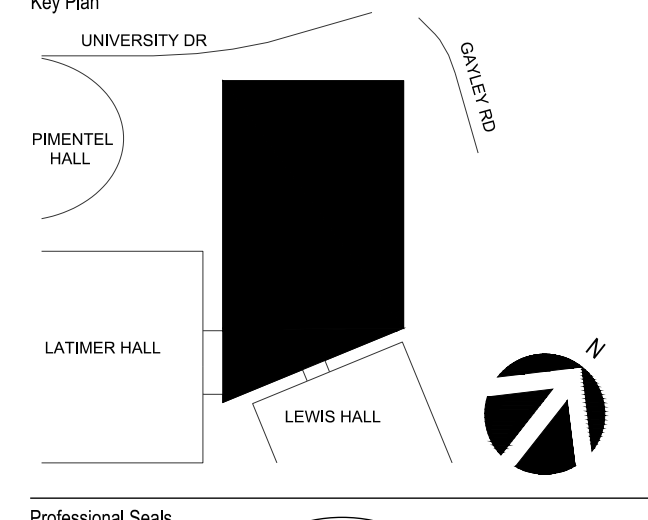 Key Plan
UNIVERSITY DR
GAYLEY RD
PIMENTEL
HALL
LATIMER HALL
N
LEWIS HALL
Professional Seals